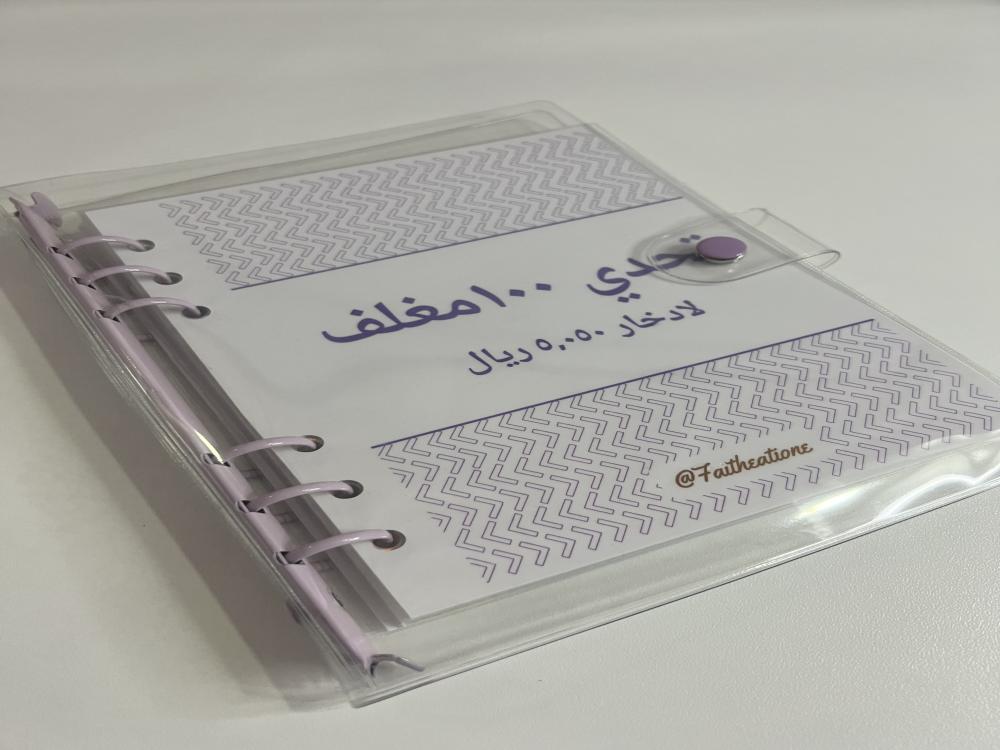 تحدي ١٠٠ مغلف
لادخار ٥,٠٥٠ ريال
@Faitheatione